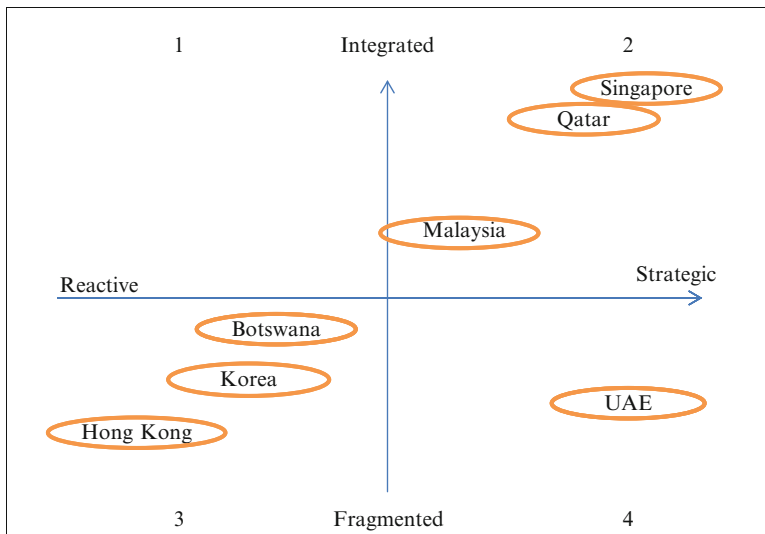 1 Integrated 2
Singapore
Qatar
Malaysia
Reactive Strategic
Botswana
Korea
UAE
Hong Kong
3 Fragmented 4